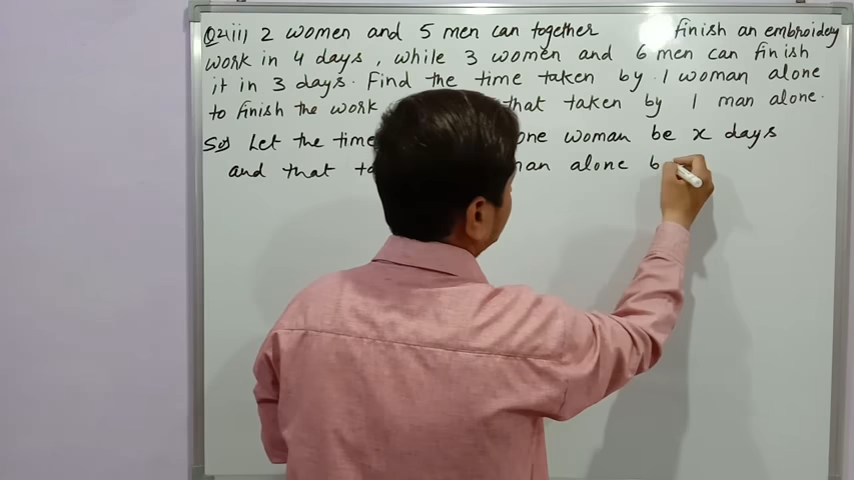 Q2(ii) 2 women and 5 men can together finish an embroidery
work in 4 days, while 3 women and 6 men can finish
it in 3 days. Find the time taken by 1 woman alone
to finish the work that taken by 1 man alone.
Sol Let the time one woman be x days
and that man alone b